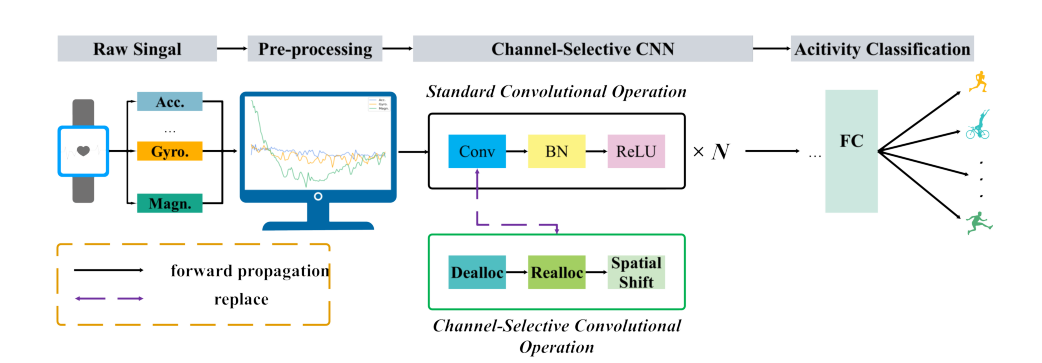 Raw Singal
Pre-processing
Channel-Selective CNN
Acitivity Classification
Acc.
...
Gyro.
Magn.
Acc.
Gyro.
Magn.
Standard Convolutional Operation
Conv
BN
ReLU
× N
...
FC
Dealloc
Realloc
Spatial
Shift
Channel-Selective Convolutional
Operation
forward propagation
replace